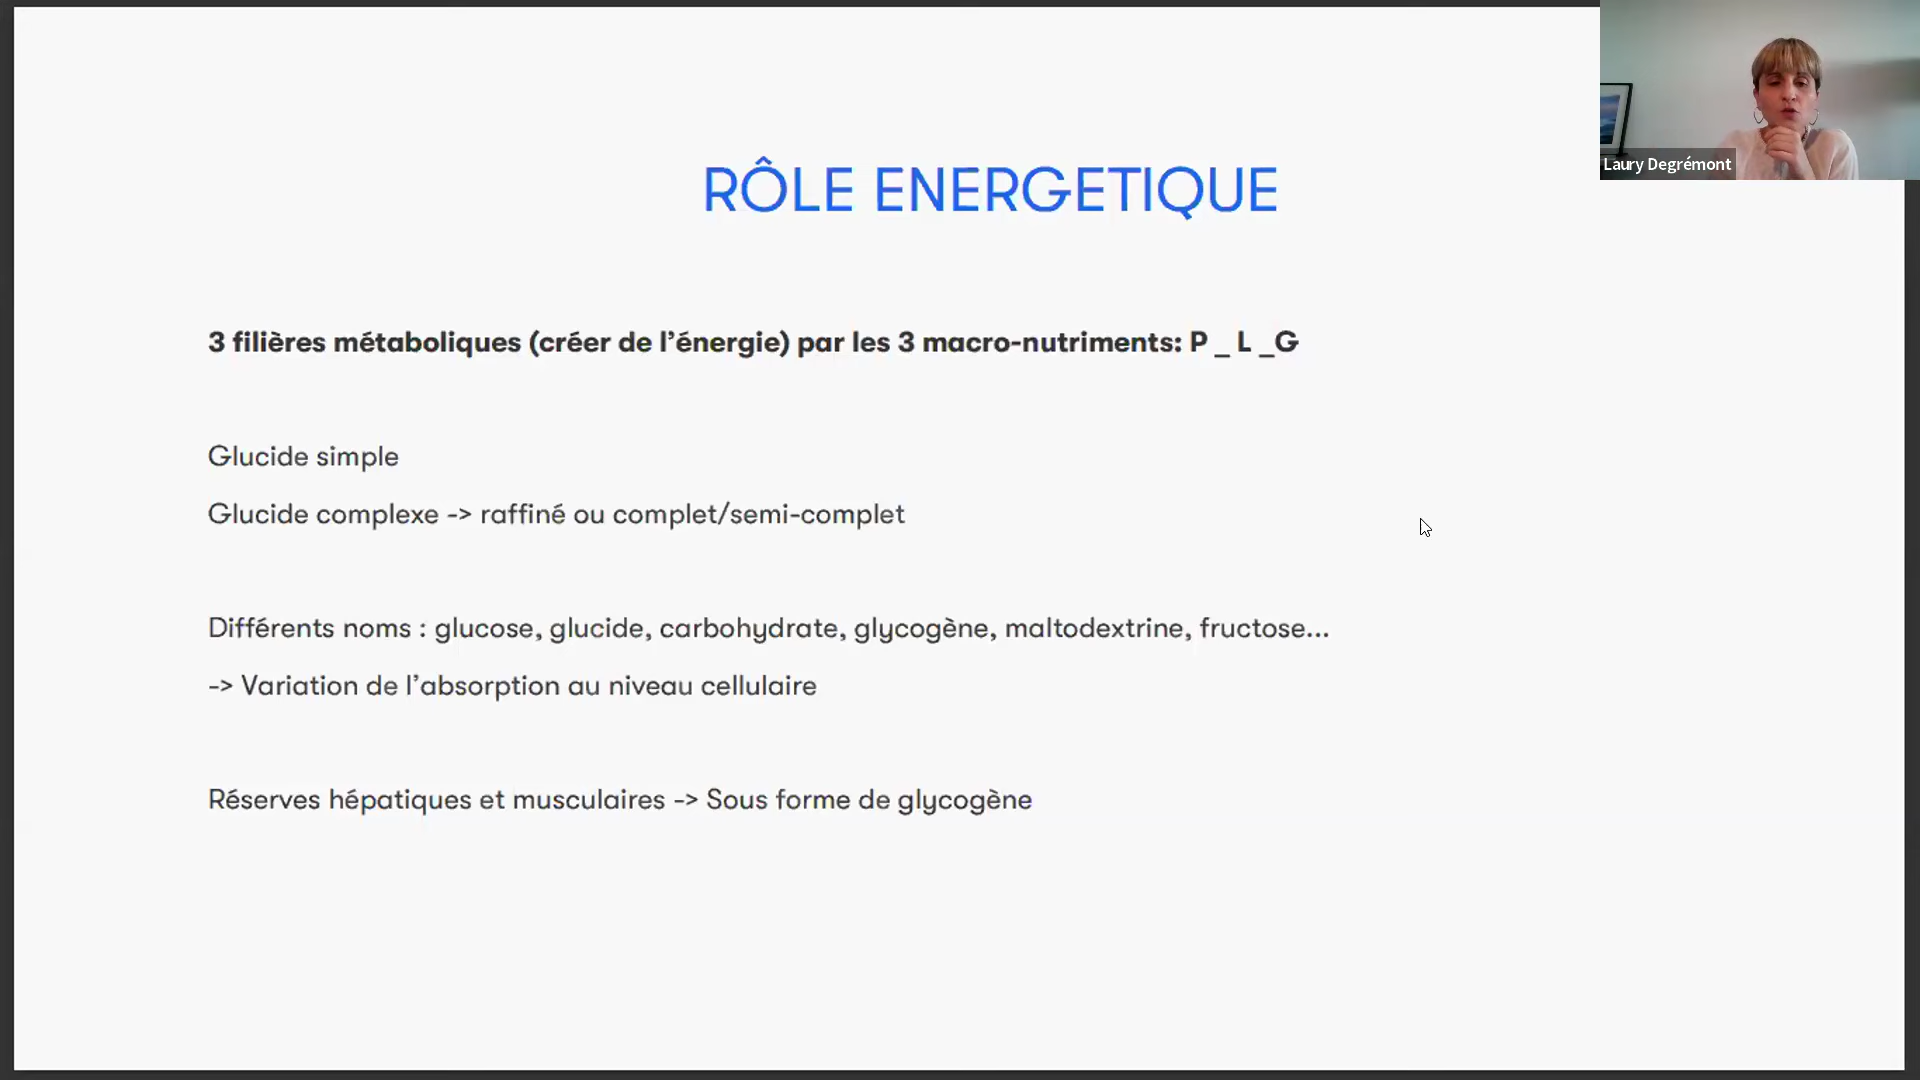 RÔLE ENERGETIQUE
3 filières métaboliques (créer de l’énergie) par les 3 macro-nutriments: P _ L _G
Glucide simple
Glucide complexe -> raffiné ou complet/semi-complet
Différents noms : glucose, glucide, carbohydrate, glycogène, maltodextrine, fructose...
-> Variation de l’absorption au niveau cellulaire
Réserves hépatiques et musculaires -> Sous forme de glycogène
Laury Degrémont